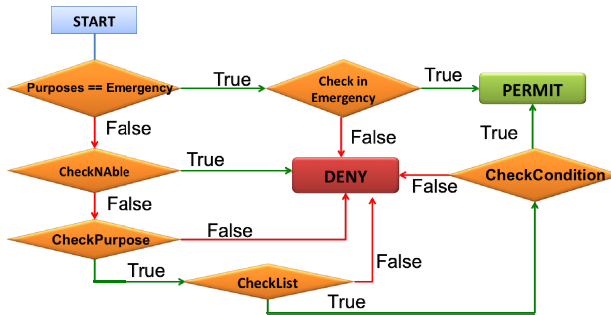 START
Purposes == Emergency
True
Check in
Emergency
True
PERMIT
False
False
True
CheckNAble
True
DENY
False
CheckCondition
False
CheckPurpose
False
True
CheckList
False
True